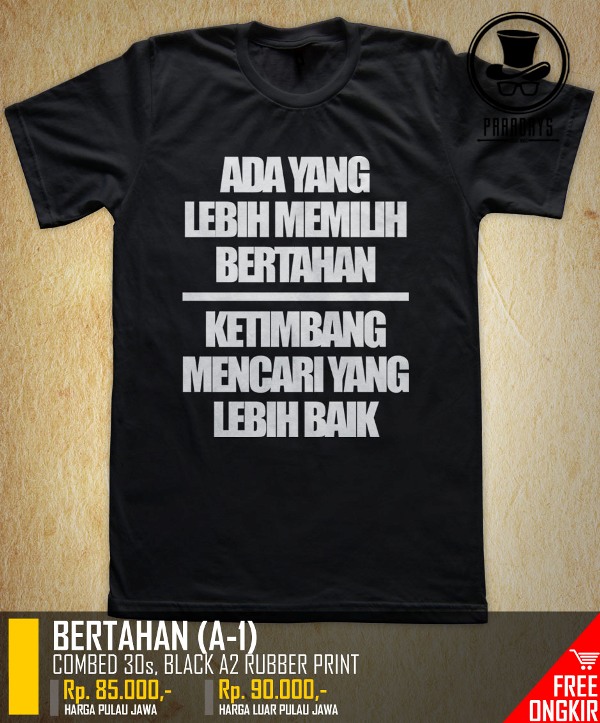 PARAGAYS
ADA YANG
LEBIH MEMILIH
BERTAHAN
KETIMBANG
MENCARI YANG
LEBIH BAIK
BERTAHAN (A-1)
COMBED 30s, BLACK A2 RUBBER PRINT
Rp. 85.000,-
HARGA PULAU JAWA
Rp. 90.000,-
HARGA LUAR PULAU JAWA
FREE
ONGKIR